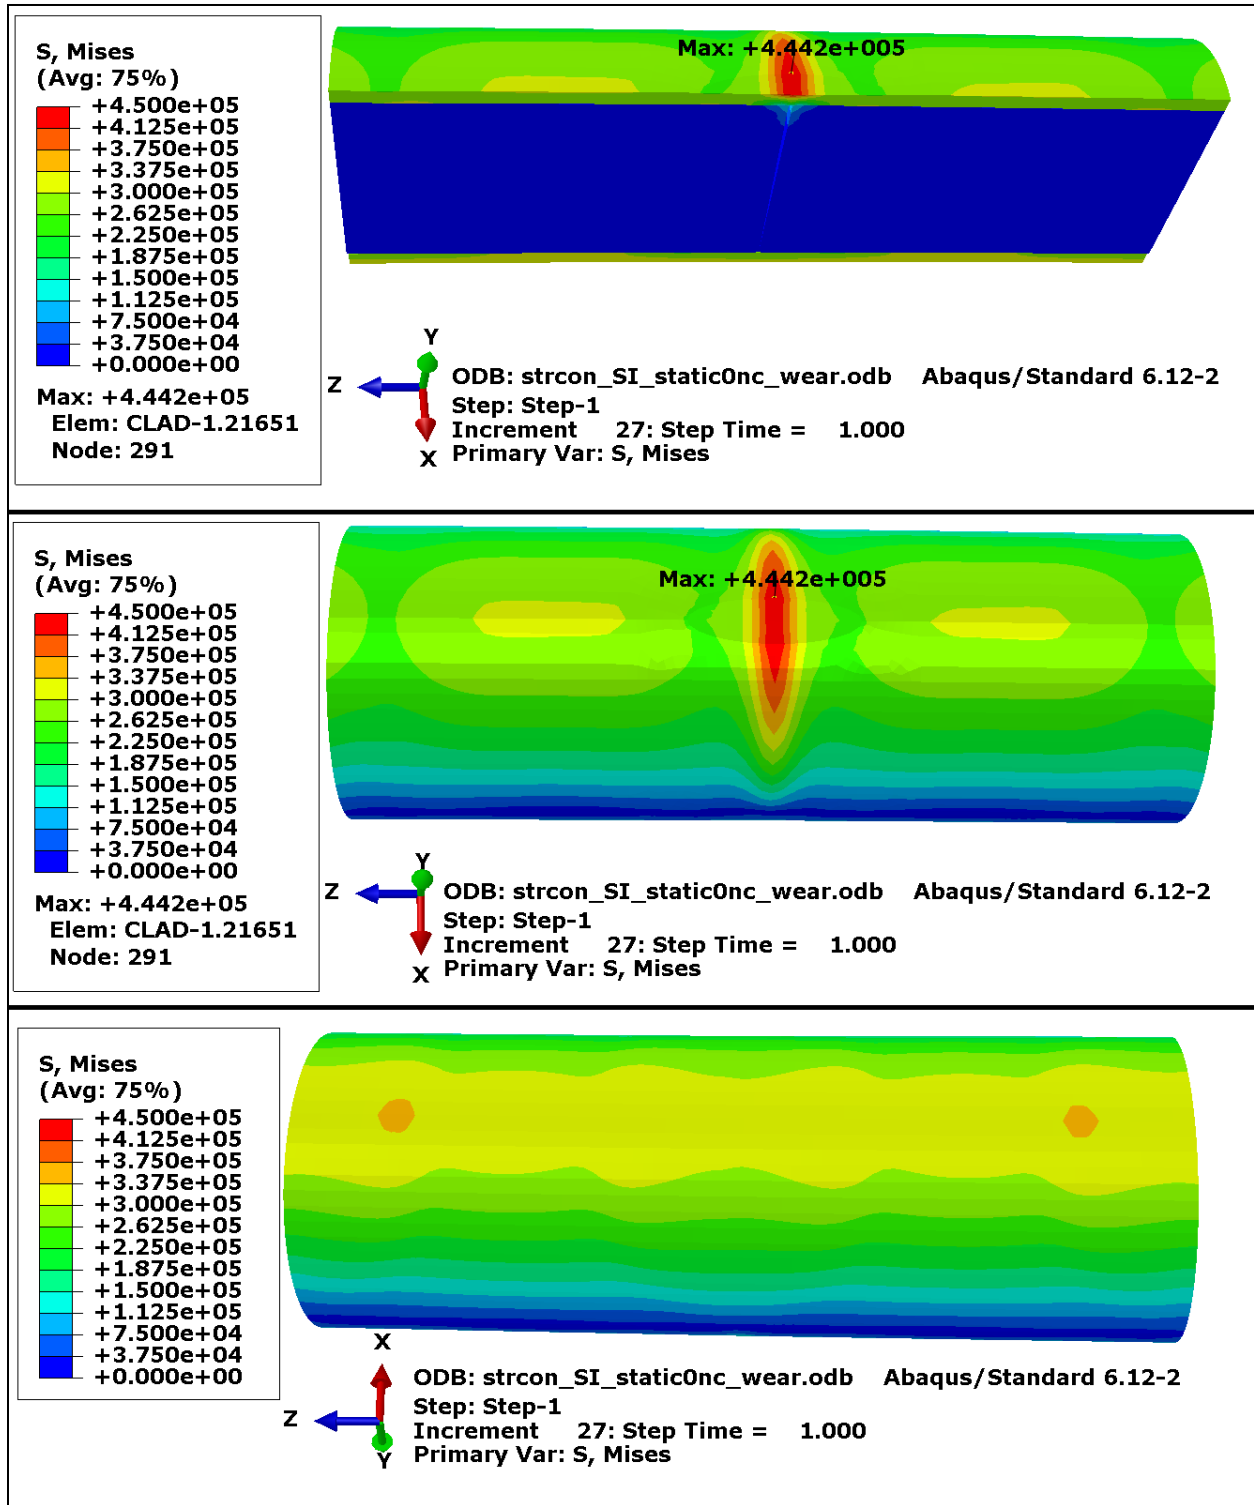 S, Mises
(Avg: 75%)
+4.500e+05
+4.125e+05
+3.750e+05
+3.375e+05
+3.000e+05
+2.625e+05
+2.250e+05
+1.875e+05
+1.500e+05
+1.125e+05
+7.500e+04
+3.750e+04
+0.000e+00
Max: +4.442e+05
Elem: CLAD-1.21651
Node: 291
Max: +4.442e+005
Y
Z
X
ODB: strcon_SI_static0nc_wear.odb Abaqus/Standard 6.12-2
Step: Step-1
Increment 27: Step Time = 1.000
Primary Var: S, Mises
S, Mises
(Avg: 75%)
+4.500e+05
+4.125e+05
+3.750e+05
+3.375e+05
+3.000e+05
+2.625e+05
+2.250e+05
+1.875e+05
+1.500e+05
+1.125e+05
+7.500e+04
+3.750e+04
+0.000e+00
Max: +4.442e+05
Elem: CLAD-1.21651
Node: 291
Max: +4.442e+005
Y
Z
X
ODB: strcon_SI_static0nc_wear.odb Abaqus/Standard 6.12-2
Step: Step-1
Increment 27: Step Time = 1.000
Primary Var: S, Mises
S, Mises
(Avg: 75%)
+4.500e+05
+4.125e+05
+3.750e+05
+3.375e+05
+3.000e+05
+2.625e+05
+2.250e+05
+1.875e+05
+1.500e+05
+1.125e+05
+7.500e+04
+3.750e+04
+0.000e+00
X
Z
Y
ODB: strcon_SI_static0nc_wear.odb Abaqus/Standard 6.12-2
Step: Step-1
Increment 27: Step Time = 1.000
Primary Var: S, Mises